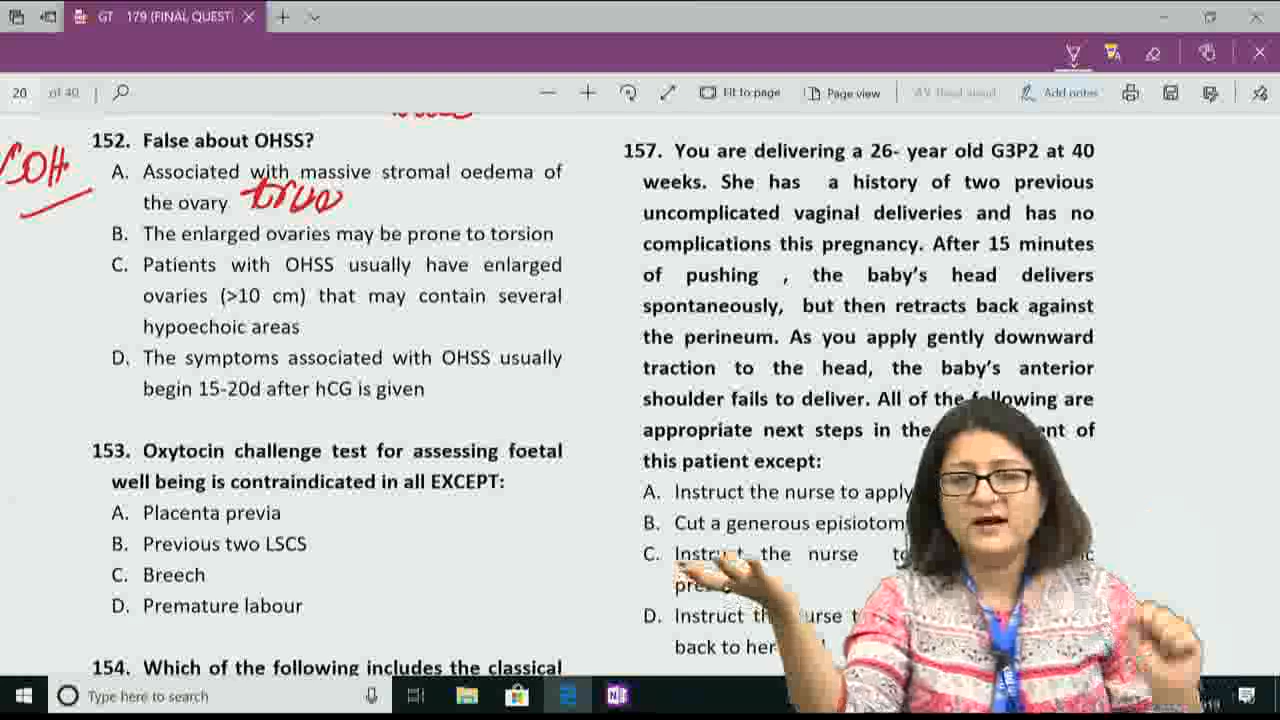 GT 179 (FINAL QUEST
20 of 40
Fit to page
Page view
Read aloud
Add notes
152. False about OHSS?
A. Associated with massive stromal oedema of
the ovary true
B. The enlarged ovaries may be prone to torsion
C. Patients with OHSS usually have enlarged
ovaries (>10 cm) that may contain several
hypoechoic areas
D. The symptoms associated with OHSS usually
begin 15-20d after hCG is given
153. Oxytocin challenge test for assessing foetal
well being is contraindicated in all EXCEPT:
A. Placenta previa
B. Previous two LSCS
C. Breech
D. Premature labour
154. Which of the following includes the classical
157. You are delivering a 26- year old G3P2 at 40
weeks. She has a history of two previous
uncomplicated vaginal deliveries and has no
complications this pregnancy. After 15 minutes
of pushing , the baby's head delivers
spontaneously, but then retracts back against
the perineum. As you apply gently downward
traction to the head, the baby's anterior
shoulder fails to deliver. All of the following are
appropriate next steps in the of
this patient except:
A. Instruct the nurse to apply
B. Cut a generous
C. Instruct the nurse
D. Instruct
back to her
Type here to search